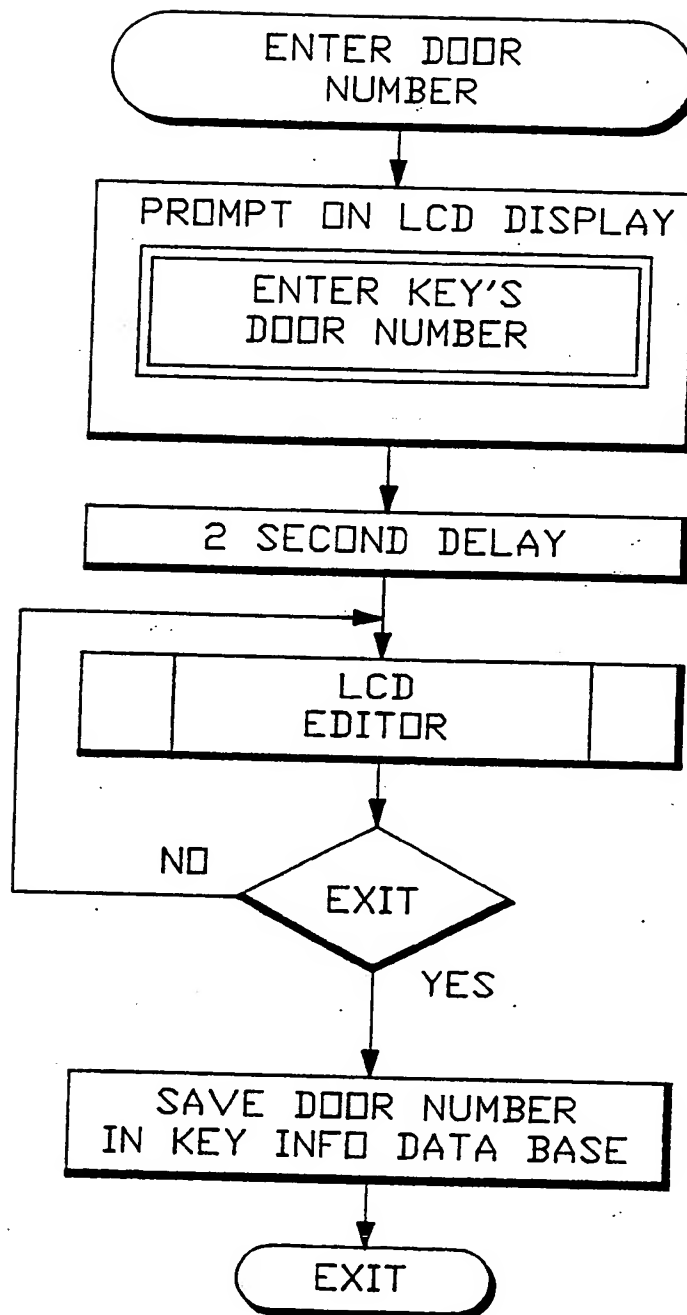 ENTER DOOR
NUMBER
PROMPT ON LCD DISPLAY
ENTER KEY'S
DOOR NUMBER
2 SECOND DELAY
LCD
EDITOR
NO
EXIT
YES
SAVE DOOR NUMBER
IN KEY INFO DATA BASE
EXIT